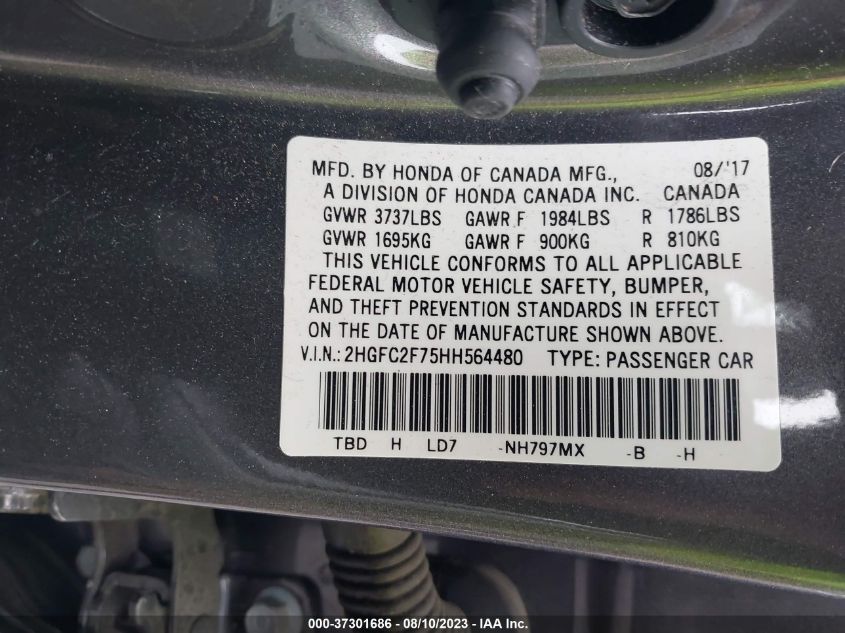 MFD. BY HONDA OF CANADA MFG., 08/'17
A DIVISION OF HONDA CANADA INC. CANADA
GVWR 3737LBS GAWR F 1984LBS R 1786LBS
GVWR 1695KG GAWR F 900KG R 810KG
THIS VEHICLE CONFORMS TO ALL APPLICABLE
FEDERAL MOTOR VEHICLE SAFETY, BUMPER,
AND THEFT PREVENTION STANDARDS IN EFFECT
ON THE DATE OF MANUFACTURE SHOWN ABOVE.
V.I.N.: 2HGFC2F75HH564480 TYPE: PASSENGER CAR
TBD H LD7 -NH797MX -B -H
000-37301686 - 08/10/2023 - IAA Inc.